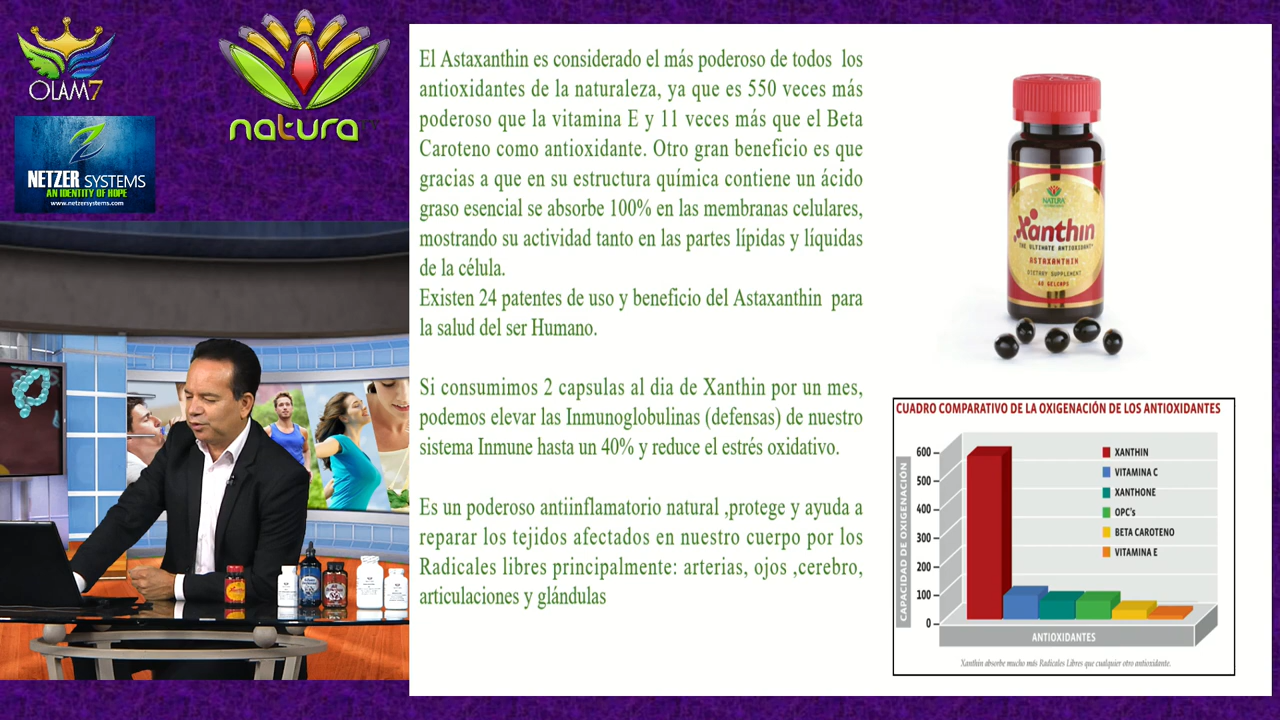 OLAM7
natura
NETZER SYSTEMS
AN IDENTITY OF HOPE
www.netzersystems.com
El Astaxanthin es considerado el más poderoso de todos los
antioxidantes de la naturaleza, ya que es 550 veces más
poderoso que la vitamina E y 11 veces más que el Beta
Caroteno como antioxidante. Otro gran beneficio es que
gracias a que en su estructura química contiene un ácido
graso esencial se absorbe 100% en las membranas celulares,
mostrando su actividad tanto en las partes lípidas y líquidas
de la célula.
Existen 24 patentes de uso y beneficio del Astaxanthin para
la salud del ser Humano.
Si consumimos 2 capsulas al dia de Xanthin por un mes,
podemos elevar las Inmunoglobulinas (defensas) de nuestro
sistema Inmune hasta un 40% y reduce el estrés oxidativo.
Es un poderoso antiinflamatorio natural ,protege y ayuda a
reparar los tejidos afectados en nuestro cuerpo por los
Radicales libres principalmente: arterias, ojos ,cerebro,
articulaciones y glándulas
NATURA
Xanthin
THE ULTIMATE ANTIOXIDANT
ASTAXANTHIN
DIETARY SUPPLEMENT
60 GELCAPS
CUADRO COMPARATIVO DE LA OXIGENACIÓN DE LOS ANTIOXIDANTES
CAPACIDAD DE OXIGENACIÓN
600
500
400
300
200
100
0
XANTHIN
VITAMINA C
XANTHONE
OPC's
BETA CAROTENO
VITAMINA E
ANTIOXIDANTES
Xanthin absorbe mucho más Radicales Libres que cualquier otro antioxidante.